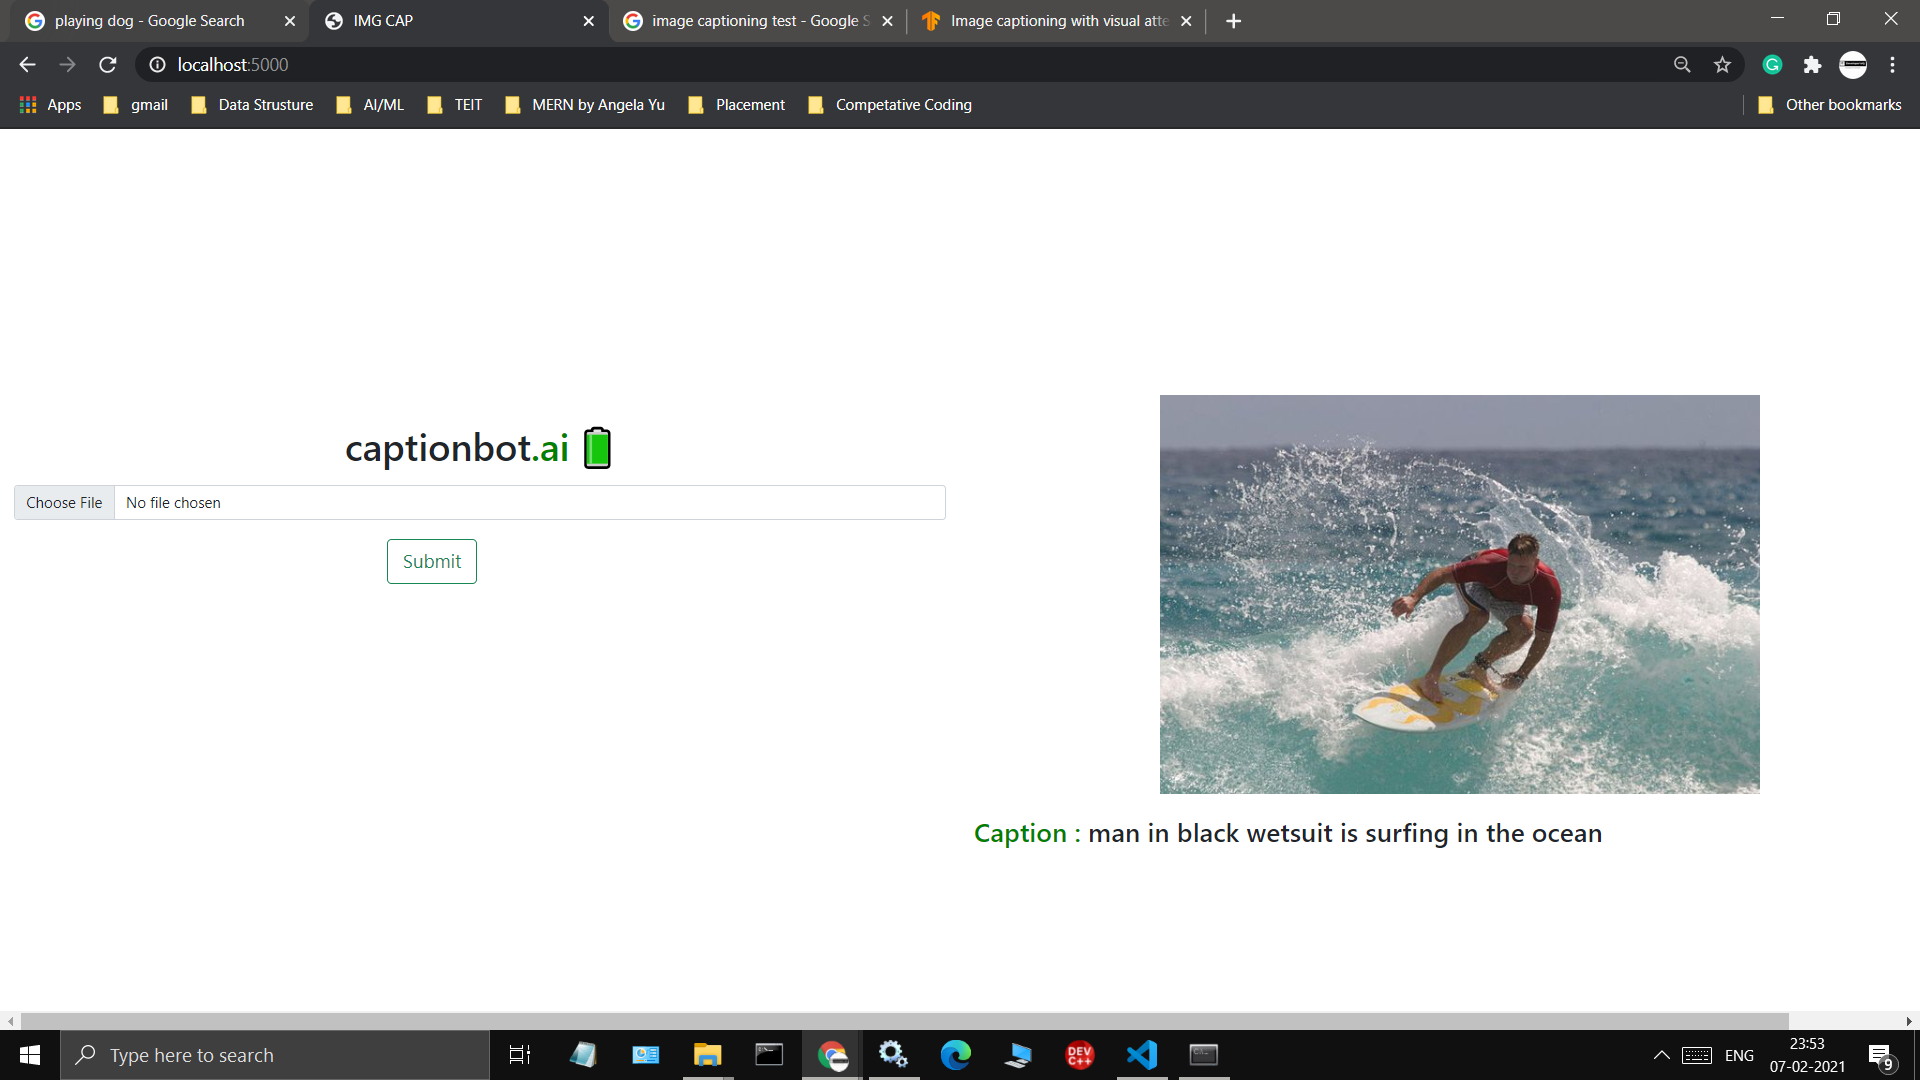 playing dog - Google Search
IMG CAP
image captioning test - Google S
Image captioning with visual atte
localhost:5000
Apps
gmail
Data Strusture
AI/ML
TEIT
MERN by Angela Yu
Placement
Competative Coding
Other bookmarks
captionbot.ai
Choose File
No file chosen
Submit
Caption : man in black wetsuit is surfing in the ocean
Type here to search
DEV
C++
ENG
23:53
07-02-2021
9